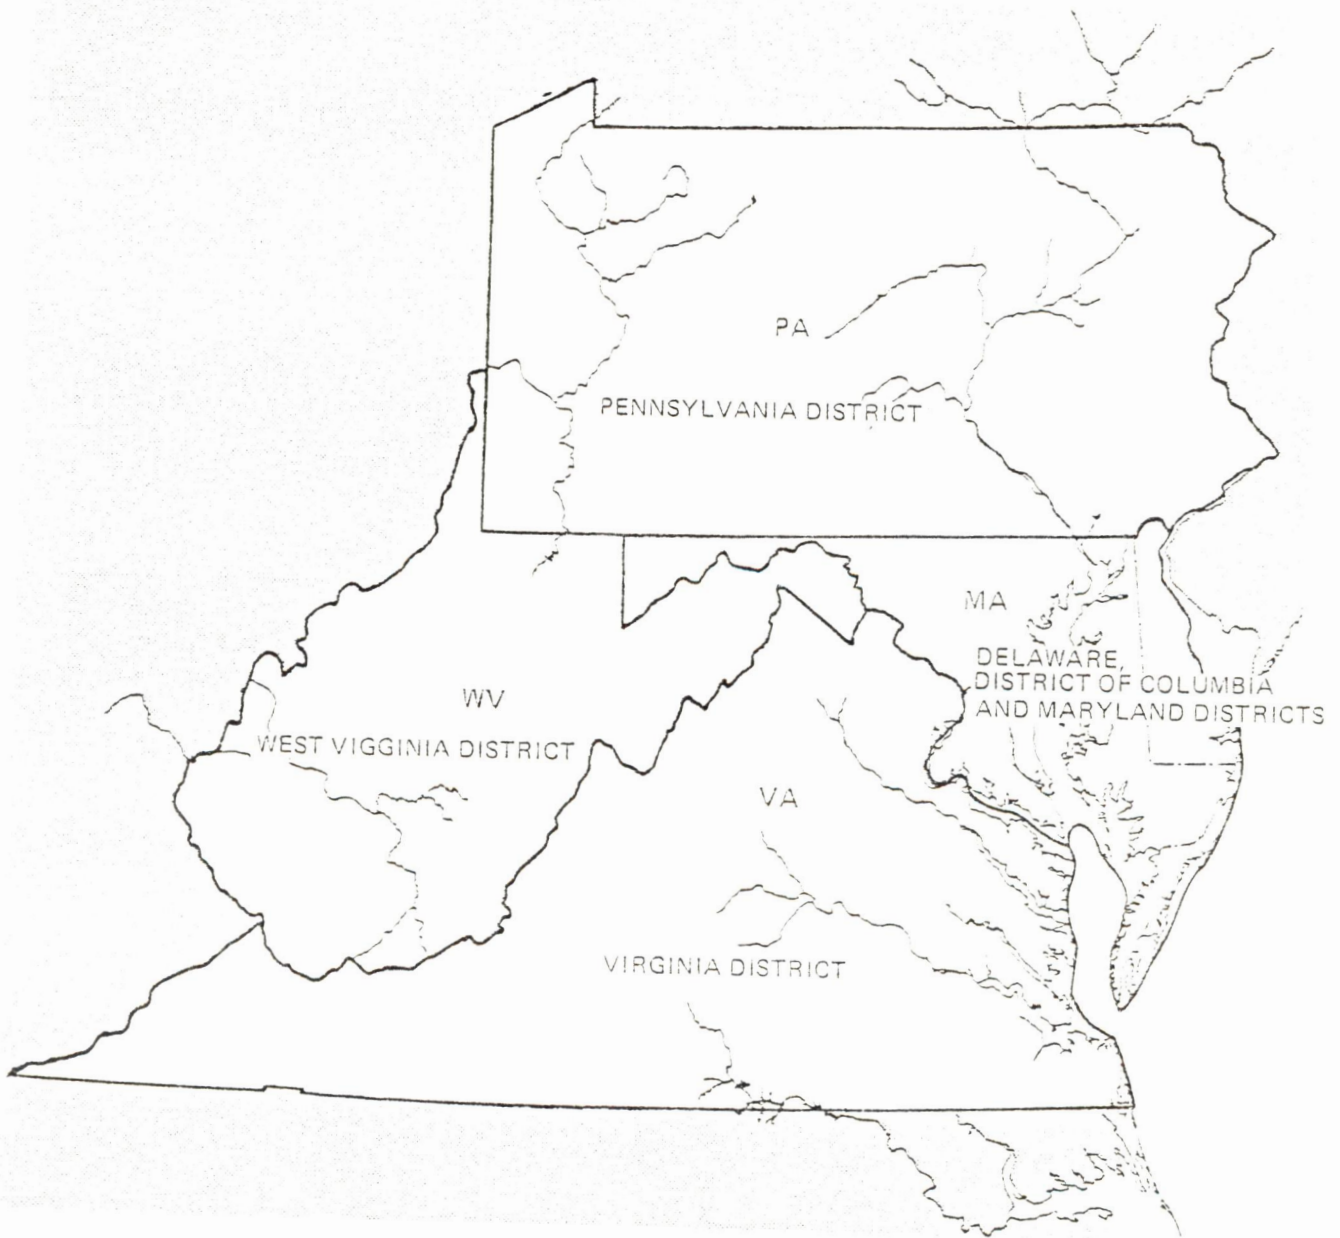 PA
PENNSYLVANIA DISTRICT
MA
DELAWARE,
DISTRICT OF COLUMBIA
AND MARYLAND DISTRICTS
WV
WEST VIGGINIA DISTRICT
VA
VIRGINIA DISTRICT